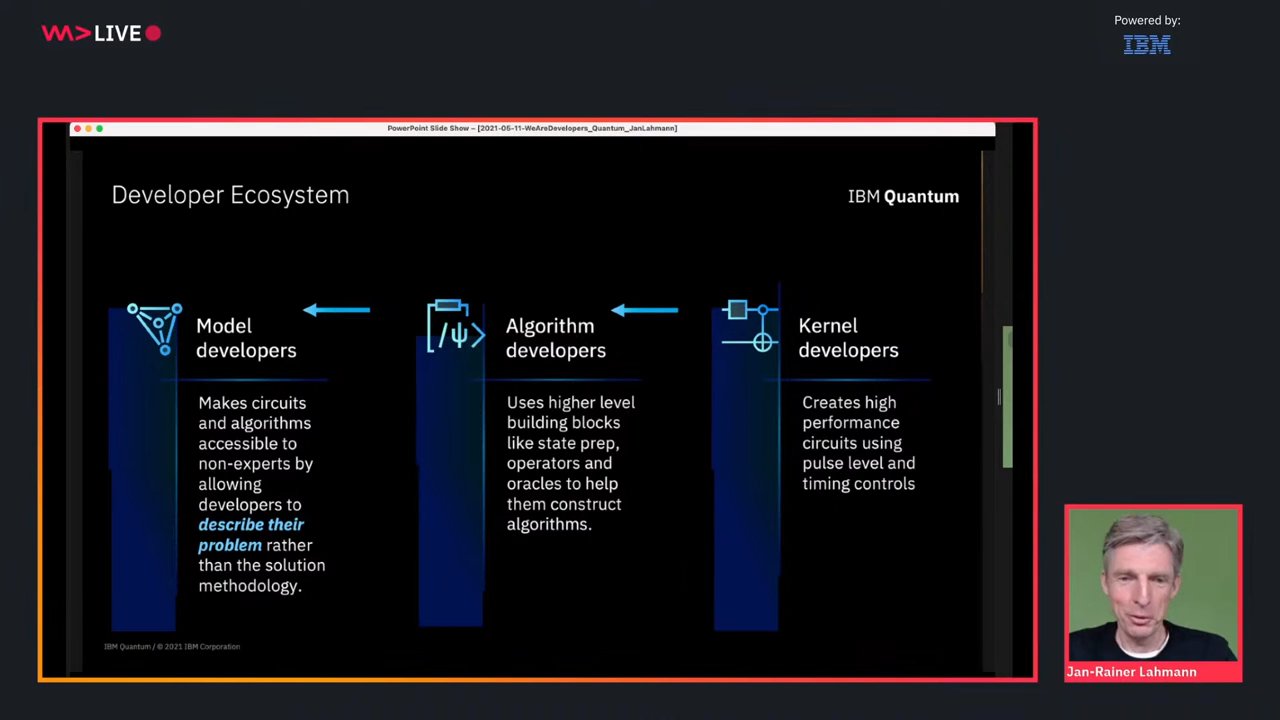 LIVE
Powered by:
IBM
PowerPoint Slide Show – [2021-05-11-WeAreDevelopers_Quantum_JanLahmann]
Developer Ecosystem
IBM Quantum
Model
developers
Makes circuits
and algorithms
accessible to
non-experts by
allowing
developers to
describe their
problem rather
than the solution
methodology.
/ψ>
Algorithm
developers
Uses higher level
building blocks
like state prep,
operators and
oracles to help
them construct
algorithms.
Kernel
developers
Creates high
performance
circuits using
pulse level and
timing controls
IBM Quantum / © 2021 IBM Corporation
Jan-Rainer Lahmann